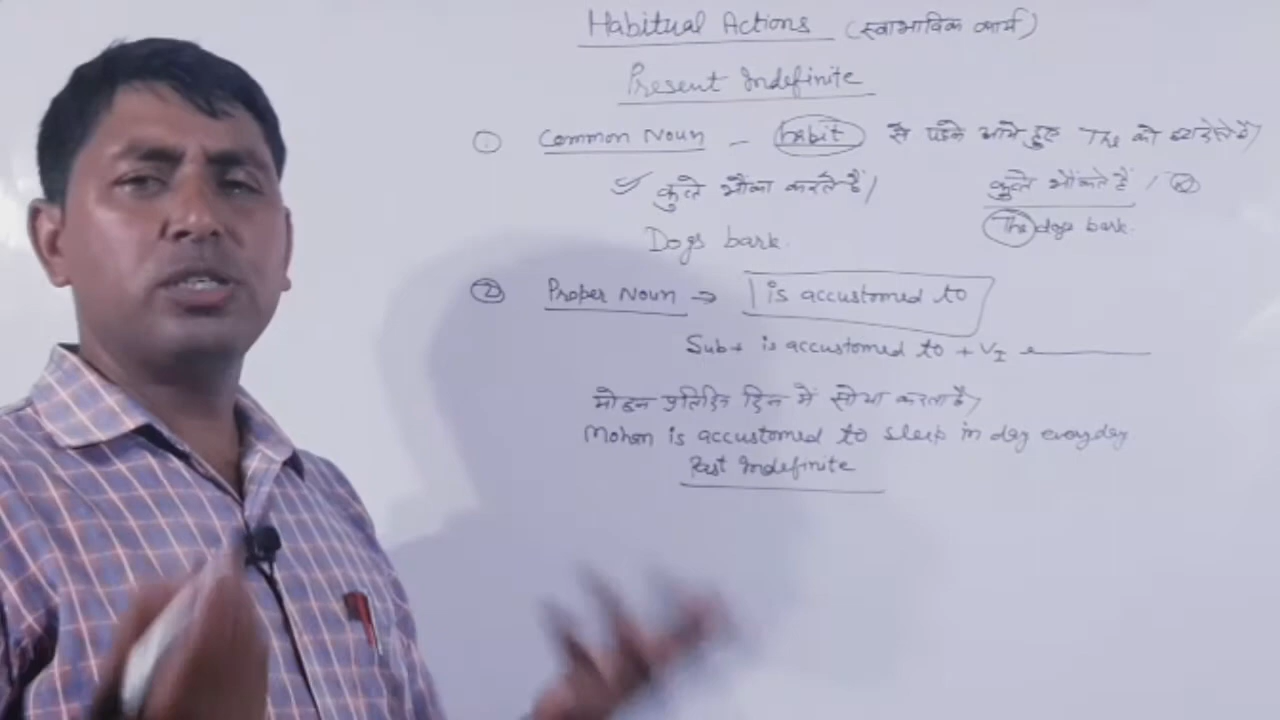 Habitual Actions (स्वाभाविक कार्य)
Present Indefinite
① Common Noun - habit से पहले आये हुए The को हटा देते हैं/
कुत्ते भौंका करते हैं/ कुत्ते भौंकते हैं /
Dogs bark. The dogs bark.
② Proper Noun → is accustomed to
Sub+ is accustomed to + V I
मोहन प्रतिदिन दिन में सोया करता है/
Mohan is accustomed to sleep in day everyday
Past Indefinite